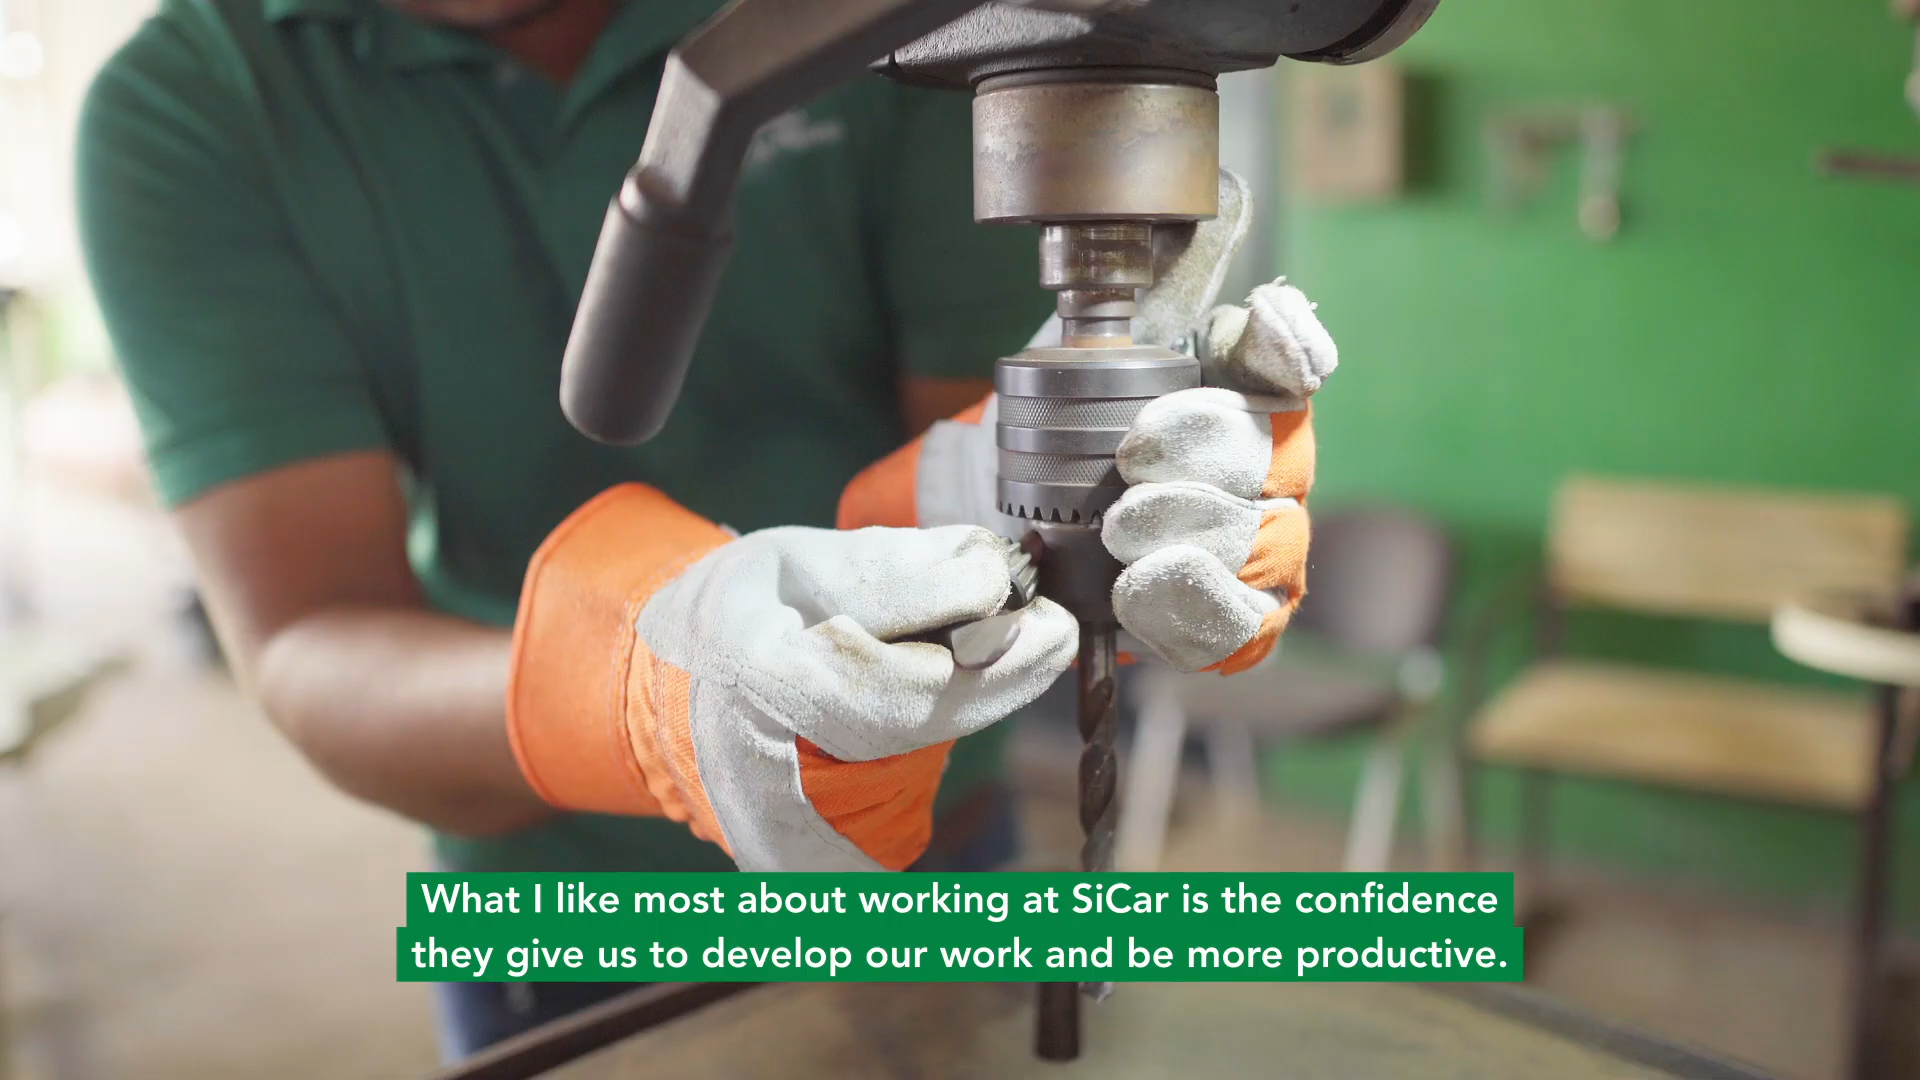 What I like most about working at SiCar is the confidence
they give us to develop our work and be more productive.